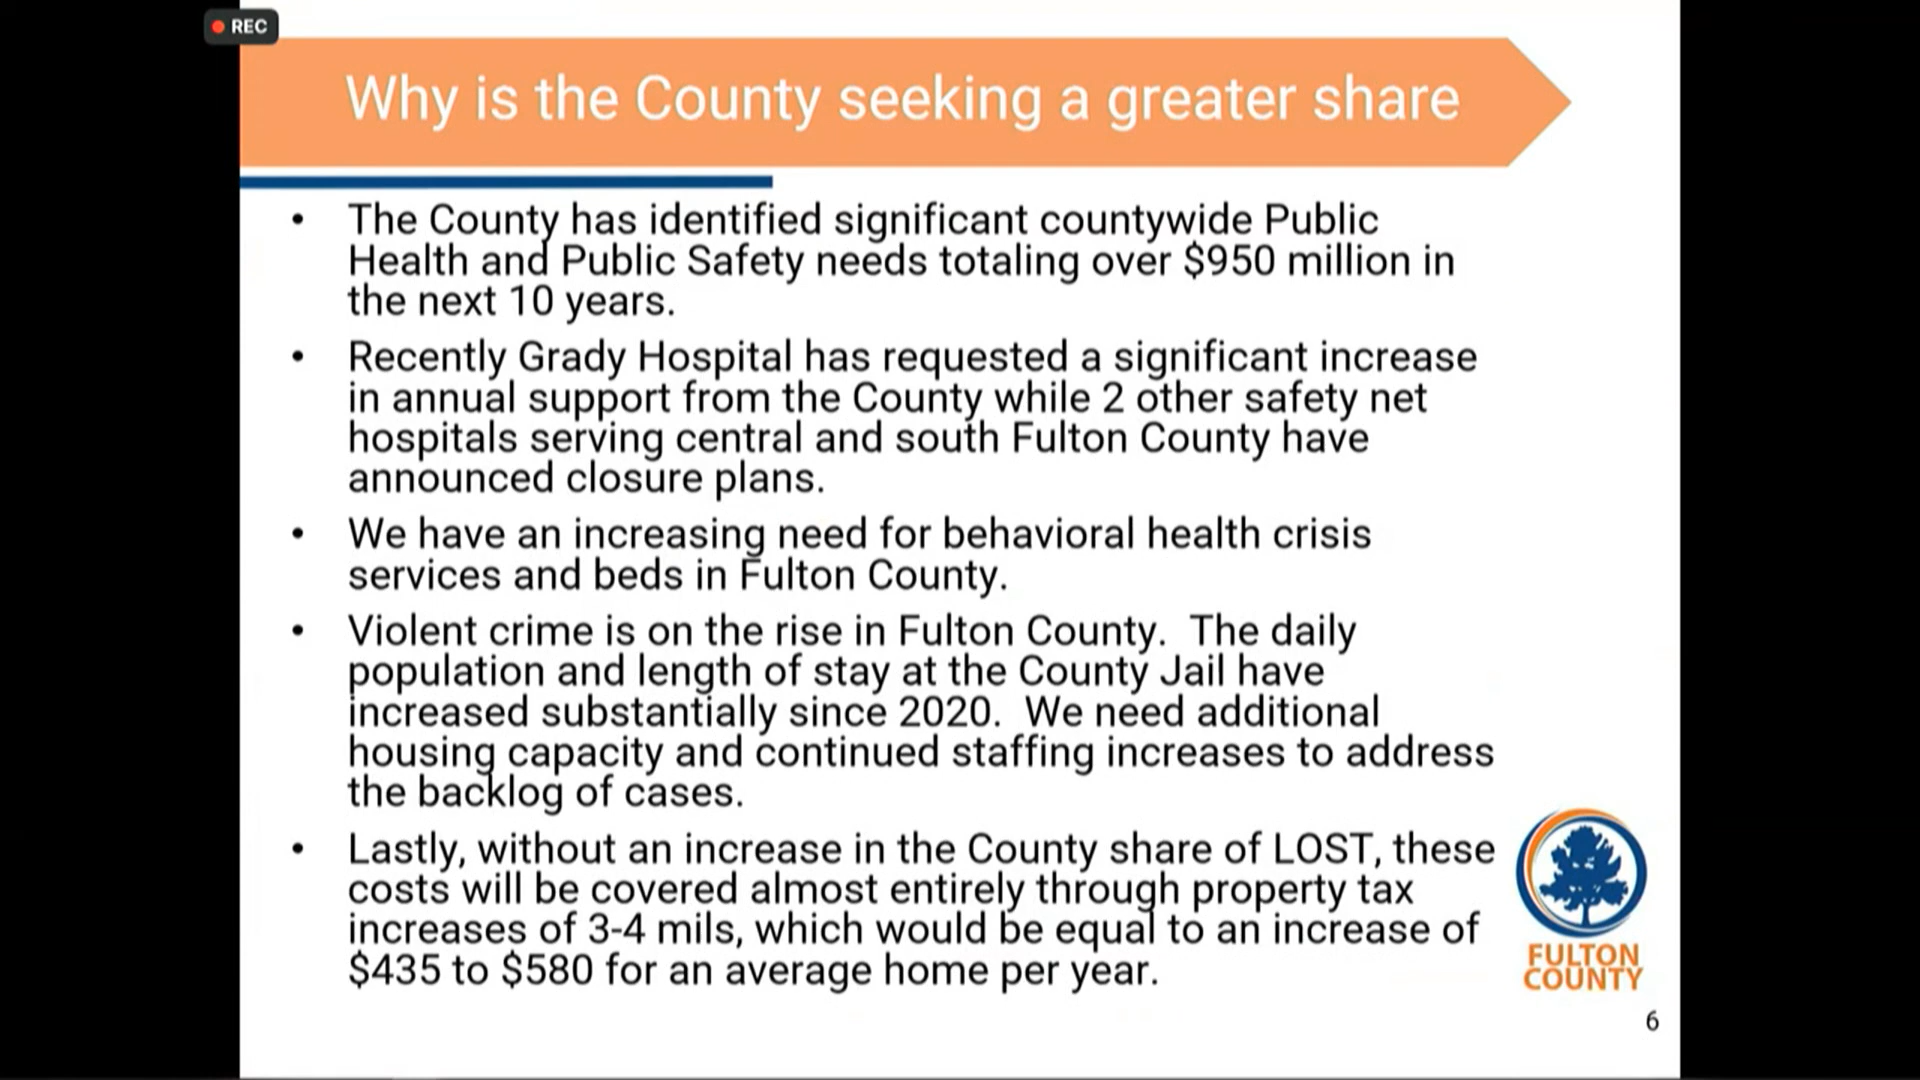 REC
Why is the County seeking a greater share
• The County has identified significant countywide Public
Health and Public Safety needs totaling over $950 million in
the next 10 years.
• Recently Grady Hospital has requested a significant increase
in annual support from the County while 2 other safety net
hospitals serving central and south Fulton County have
announced closure plans.
• We have an increasing need for behavioral health crisis
services and beds in Fulton County.
• Violent crime is on the rise in Fulton County.  The daily
population and length of stay at the County Jail have
increased substantially since 2020.  We need additional
housing capacity and continued staffing increases to address
the backlog of cases.
• Lastly, without an increase in the County share of LOST, these
costs will be covered almost entirely through property tax
increases of 3-4 mils, which would be equal to an increase of
$435 to $580 for an average home per year.
FULTON
COUNTY
6